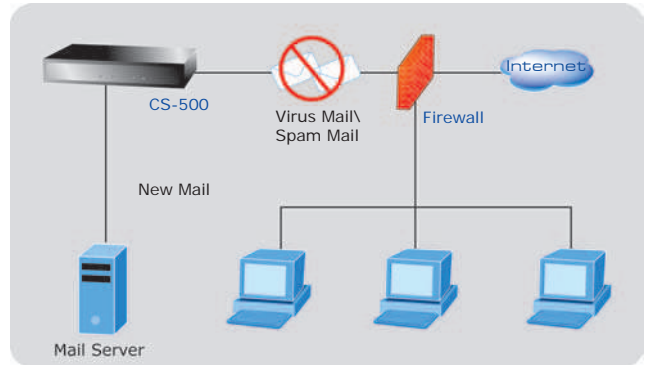 Internet
CS-500
Virus Mail\
Spam Mail
Firewall
New Mail
Mail Server